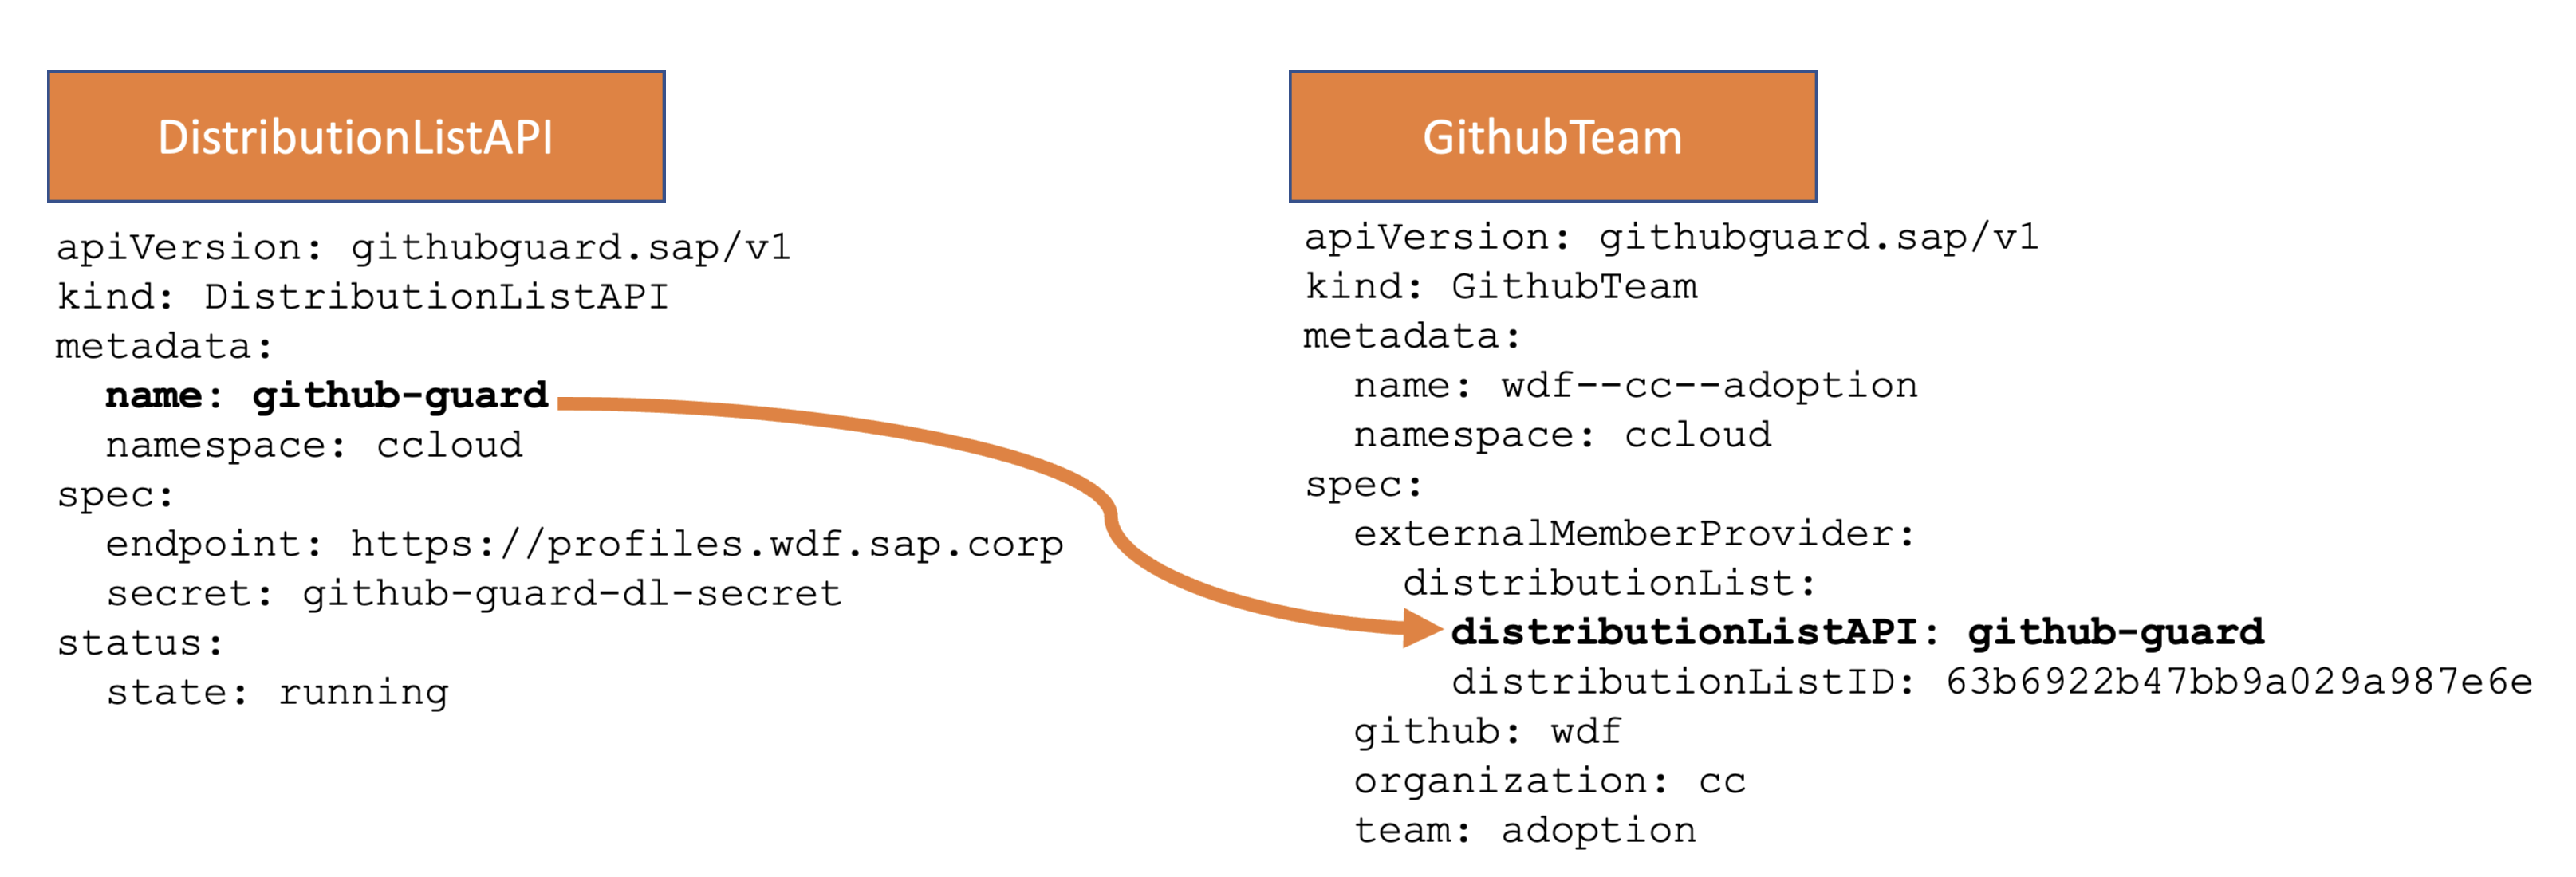 DistributionListAPI
apiVersion: githubguard.sap/v1
kind: DistributionListAPI
metadata:
  name: github-guard
  namespace: ccloud
spec:
  endpoint: https://profiles.wdf.sap.corp
  secret: github-guard-dl-secret
status:
  state: running
GithubTeam
apiVersion: githubguard.sap/v1
kind: GithubTeam
metadata:
  name: wdf--cc--adoption
  namespace: ccloud
spec:
  externalMemberProvider:
    distributionList:
      distributionListAPI: github-guard
      distributionListID: 63b6922b47bb9a029a987e6e
  github: wdf
  organization: cc
  team: adoption